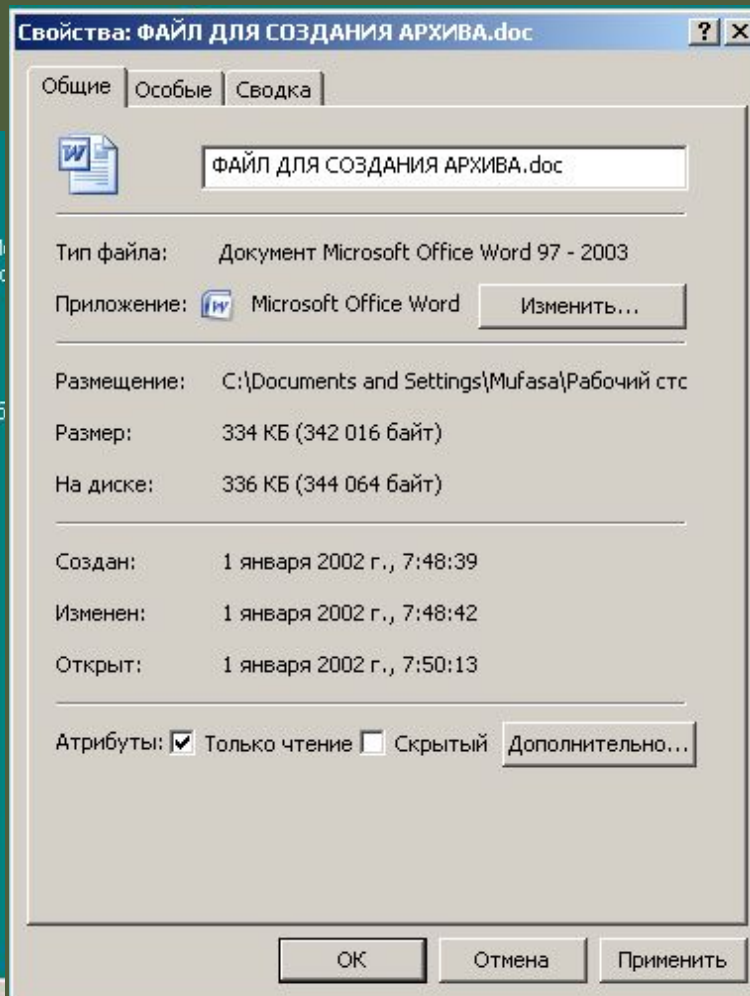 Свойства: ФАЙЛ ДЛЯ СОЗДАНИЯ АРХИВА.doc
Общие Особые Сводка
ФАЙЛ ДЛЯ СОЗДАНИЯ АРХИВА.doc
Тип файла: Документ Microsoft Office Word 97 - 2003
Приложение: Microsoft Office Word Изменить...
Размещение: C:\Documents and Settings\Mufasa\Рабочий сто
Размер: 334 КБ (342 016 байт)
На диске: 336 КБ (344 064 байт)
Создан: 1 января 2002 г., 7:48:39
Изменен: 1 января 2002 г., 7:48:42
Открыт: 1 января 2002 г., 7:50:13
Атрибуты: Только чтение Скрытый Дополнительно...
ОК Отмена Применить